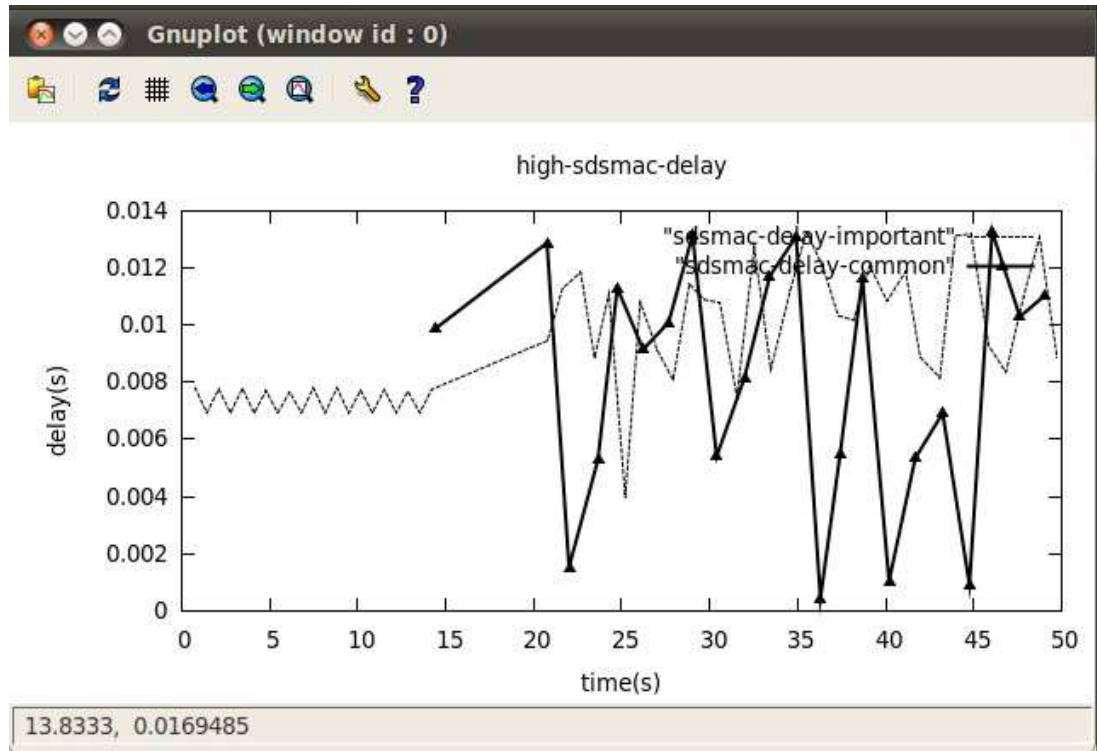 Gnuplot (window id : 0)
high-sdsmac-delay
"sdsmac-delay-important"
"sdsmac-delay-common"
delay(s)
0.014
0.012
0.01
0.008
0.006
0.004
0.002
0
0 5 10 15 20 25 30 35 40 45 50
time(s)
13.8333, 0.0169485